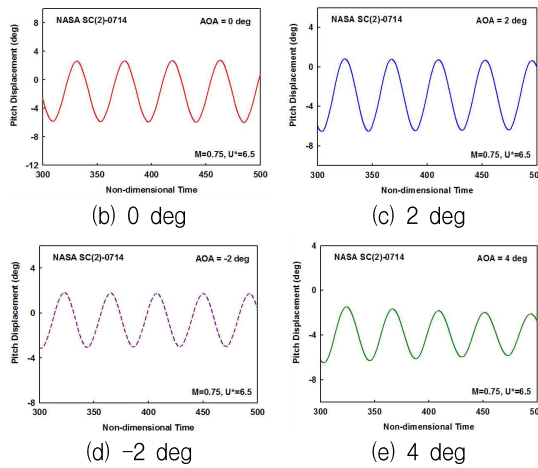 NASA SC(2)-0714 AOA = 0 deg
Pitch Displacement (deg)
8
4
0
-4
-8
-12
M=0.75, U*=6.5
300 350 400 450 500
Non-dimensional Time
(b) 0 deg
NASA SC(2)-0714 AOA = 2 deg
Pitch Displacement (deg)
4
0
-4
-8
M=0.75, U*=6.5
300 350 400 450 500
Non-dimensional Time
(c) 2 deg
NASA SC(2)-0714 AOA = -2 deg
Pitch Displacement (deg)
4
0
-4
-8
M=0.75, U*=6.5
300 350 400 450 500
Non-dimensional Time
(d) -2 deg
NASA SC(2)-0714 AOA = 4 deg
Pitch Displacement (deg)
4
0
-4
-8
M=0.75, U*=6.5
300 350 400 450 500
Non-dimensional Time
(e) 4 deg